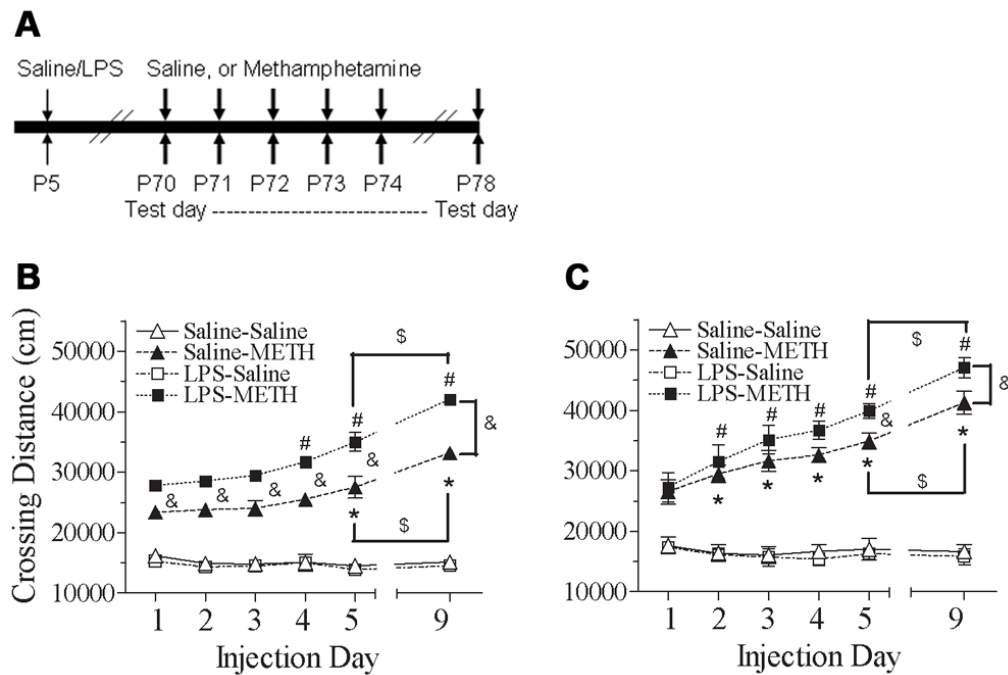 A
Saline/LPS Saline, or Methamphetamine
P5 P70 P71 P72 P73 P74 P78
Test day Test day
B
Crossing Distance (cm)
50000
40000
30000
20000
10000
Saline-Saline
Saline-METH
LPS-Saline
LPS-METH
$
# # #
& & & & & &
* *
$
1 2 3 4 5 9
Injection Day
C
50000
40000
30000
20000
10000
Saline-Saline
Saline-METH
LPS-Saline
LPS-METH
$
# # # # #
& &
* * * * *
$
1 2 3 4 5 9
Injection Day